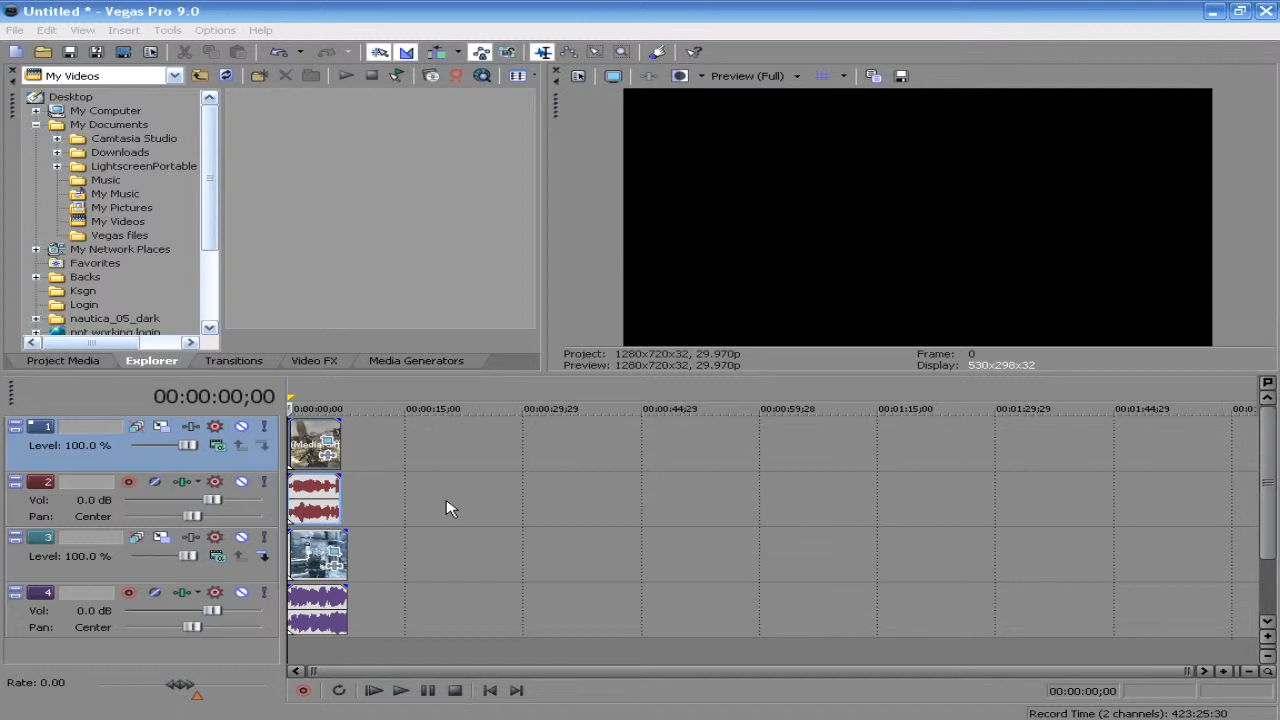 Untitled * - Vegas Pro 9.0
File Edit View Insert Tools Options Help
My Videos
Preview (Full)
Desktop
My Computer
My Documents
Camtasia Studio
Downloads
LightscreenPortable
Music
My Music
My Pictures
My Videos
Vegas files
My Network Places
Favorites
Backs
Ksgn
Login
nautica_05_dark
not working login
Project: 1280x720x32, 29.970p
Frame: 0
Preview: 1280x720x32, 29.970p
Display: 530x298x32
Project Media Explorer Transitions Video FX Media Generators
00:00:00;00
00:00:00;00 00:00:15;00 00:00:29;29 00:00:44;29 00:00:59;28 00:01:15;00 00:01:29;29 00:01:44;29 00:0
1
Level: 100.0 %
2
Vol: 0.0 dB
Pan: Center
3
Level: 100.0 %
4
Vol: 0.0 dB
Pan: Center
Rate: 0.00
00:00:00;00
Record Time (2 channels): 423:25:30